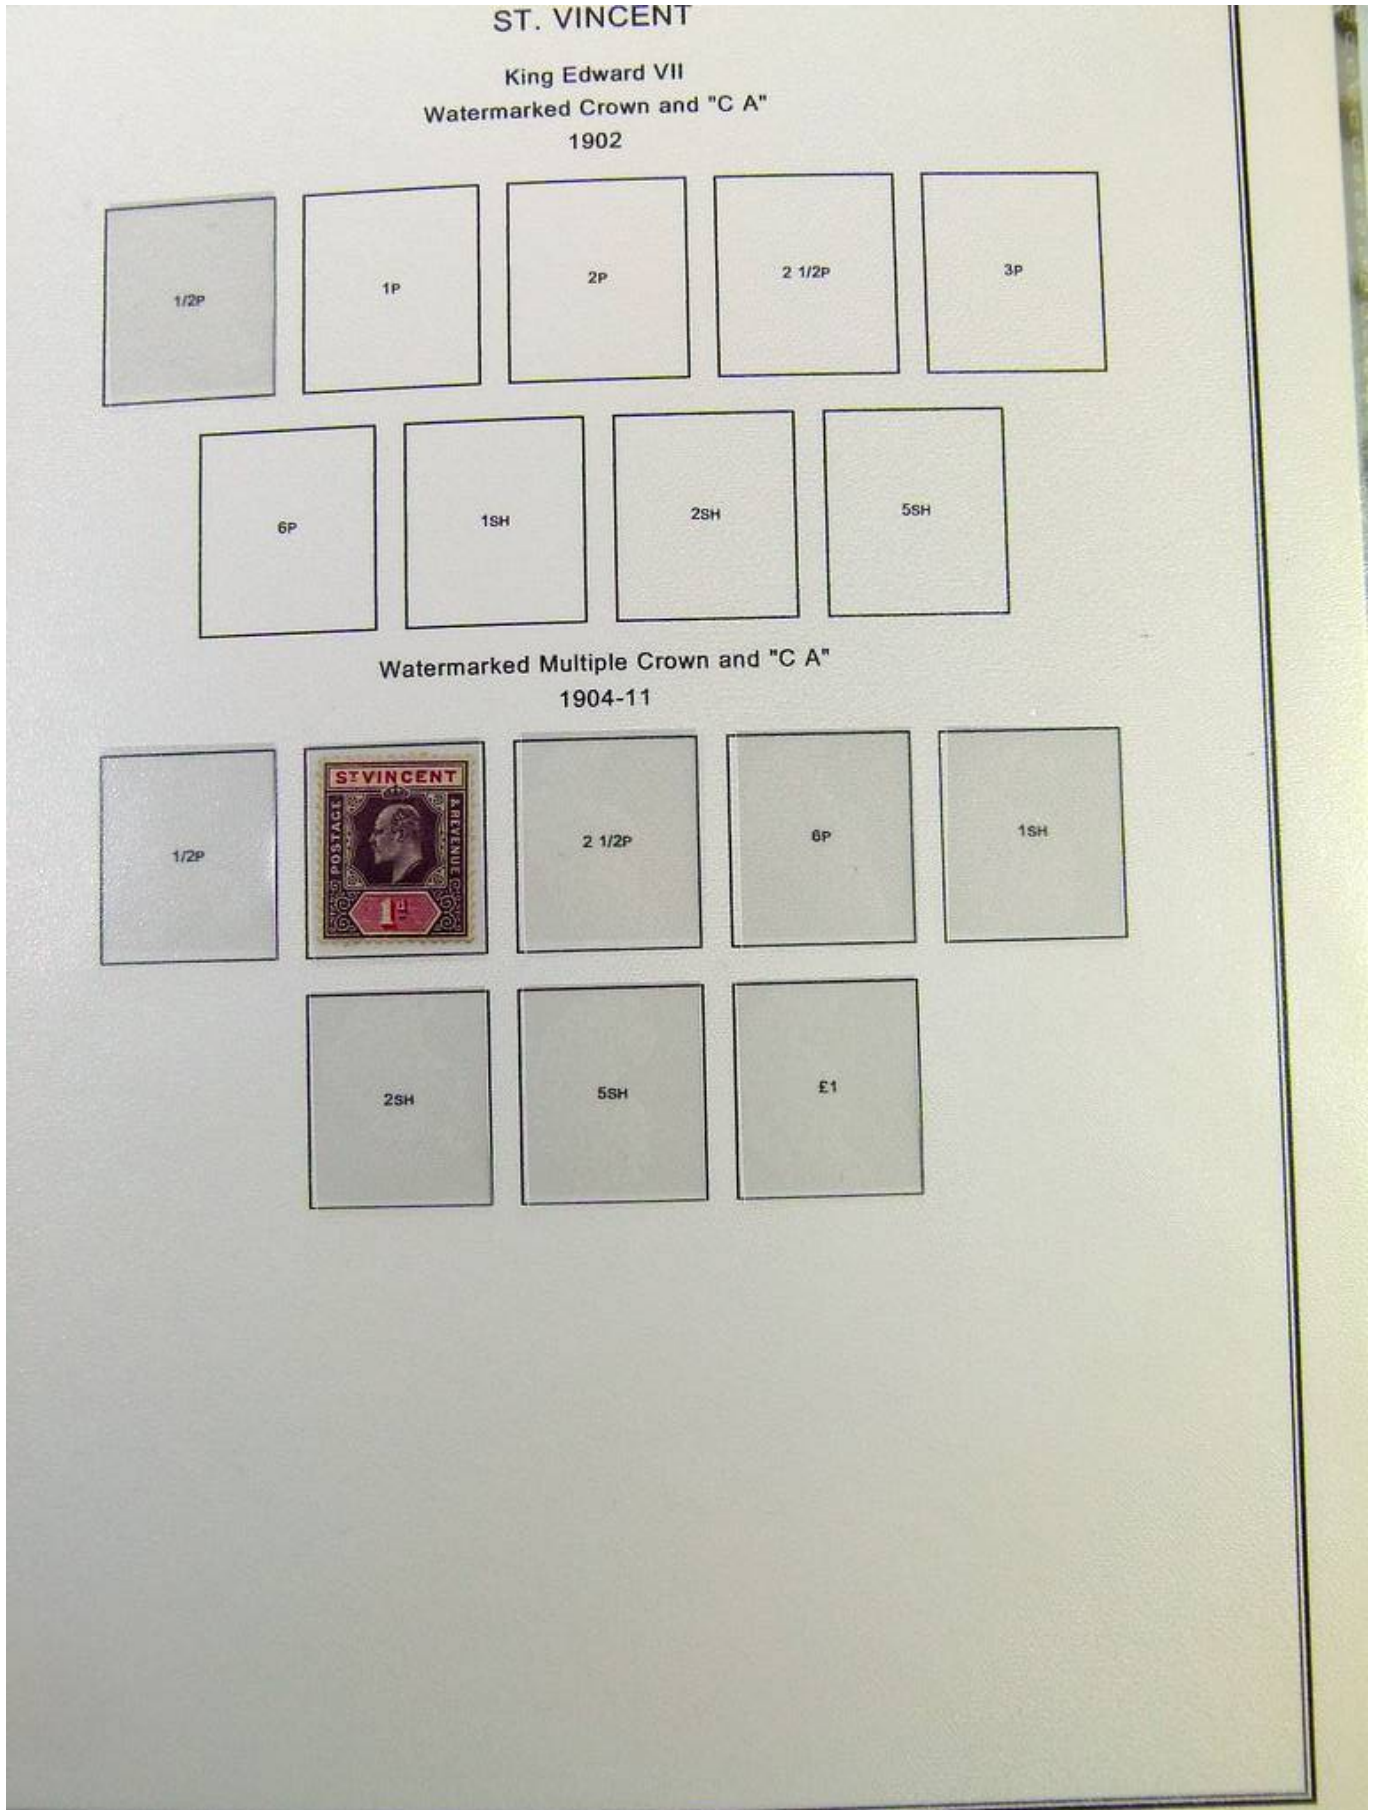 ST. VINCENT
King Edward VII
Watermarked Crown and "C A"
1902
1/2P 1P 2P 2 1/2P 3P
6P 1SH 2SH 5SH
Watermarked Multiple Crown and "C A"
1904-11
1/2P
ST VINCENT
POSTAGE
& REVENUE
1d
2 1/2P 6P 1SH
2SH 5SH £1